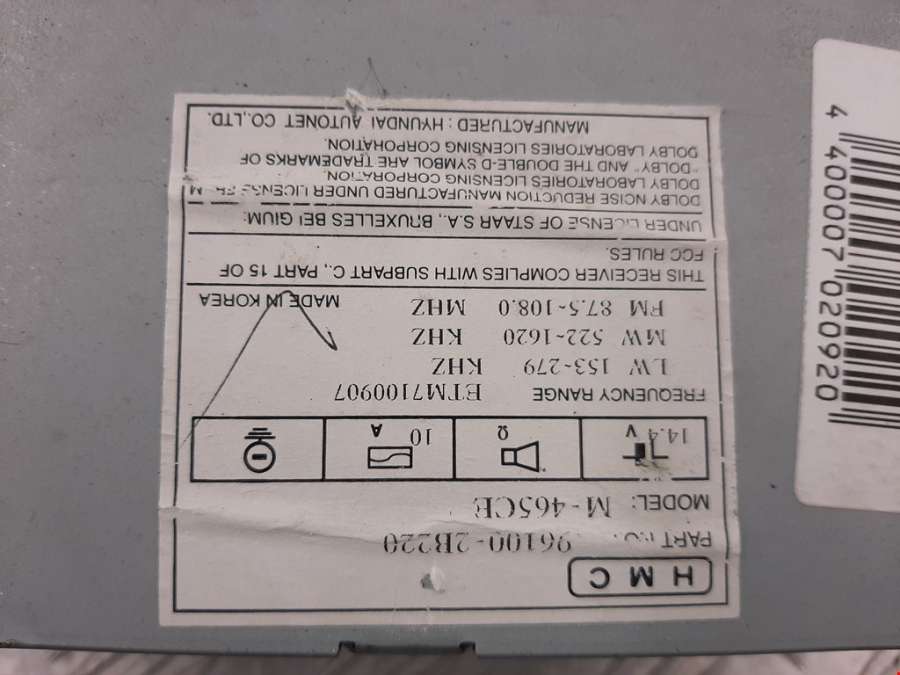 HMC
PART NO. 96100-2B220
MODEL: M-465CE
14.4 V
Ω
10 A
FREQUENCY RANGE ETM7100907
LW 153-279 KHZ
MW 522-1620 KHZ
FM 87.5-108.0 MHZ
MADE IN KOREA
THIS RECEIVER COMPLIES WITH SUBPART C., PART 15 OF
FCC RULES.
UNDER LICENSE OF STAAR S.A., BRUXELLES BELGIUM:
DOLBY NOISE REDUCTION MANUFACTURED UNDER LICENSE FROM
DOLBY LABORATORIES LICENSING CORPORATION.
"DOLBY" AND THE DOUBLE-D SYMBOL ARE TRADEMARKS OF
DOLBY LABORATORIES LICENSING CORPORATION.
MANUFACTURED : HYUNDAI AUTONET CO.,LTD.
4 400007 020920